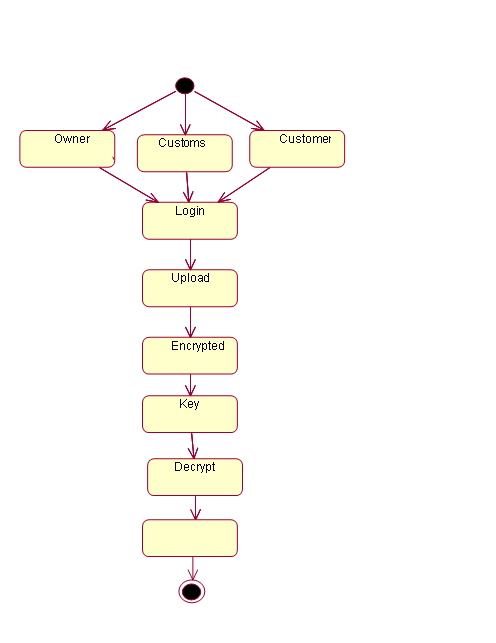 Owner
Customs
Customer
Login
Upload
Encrypted
Key
Decrypt